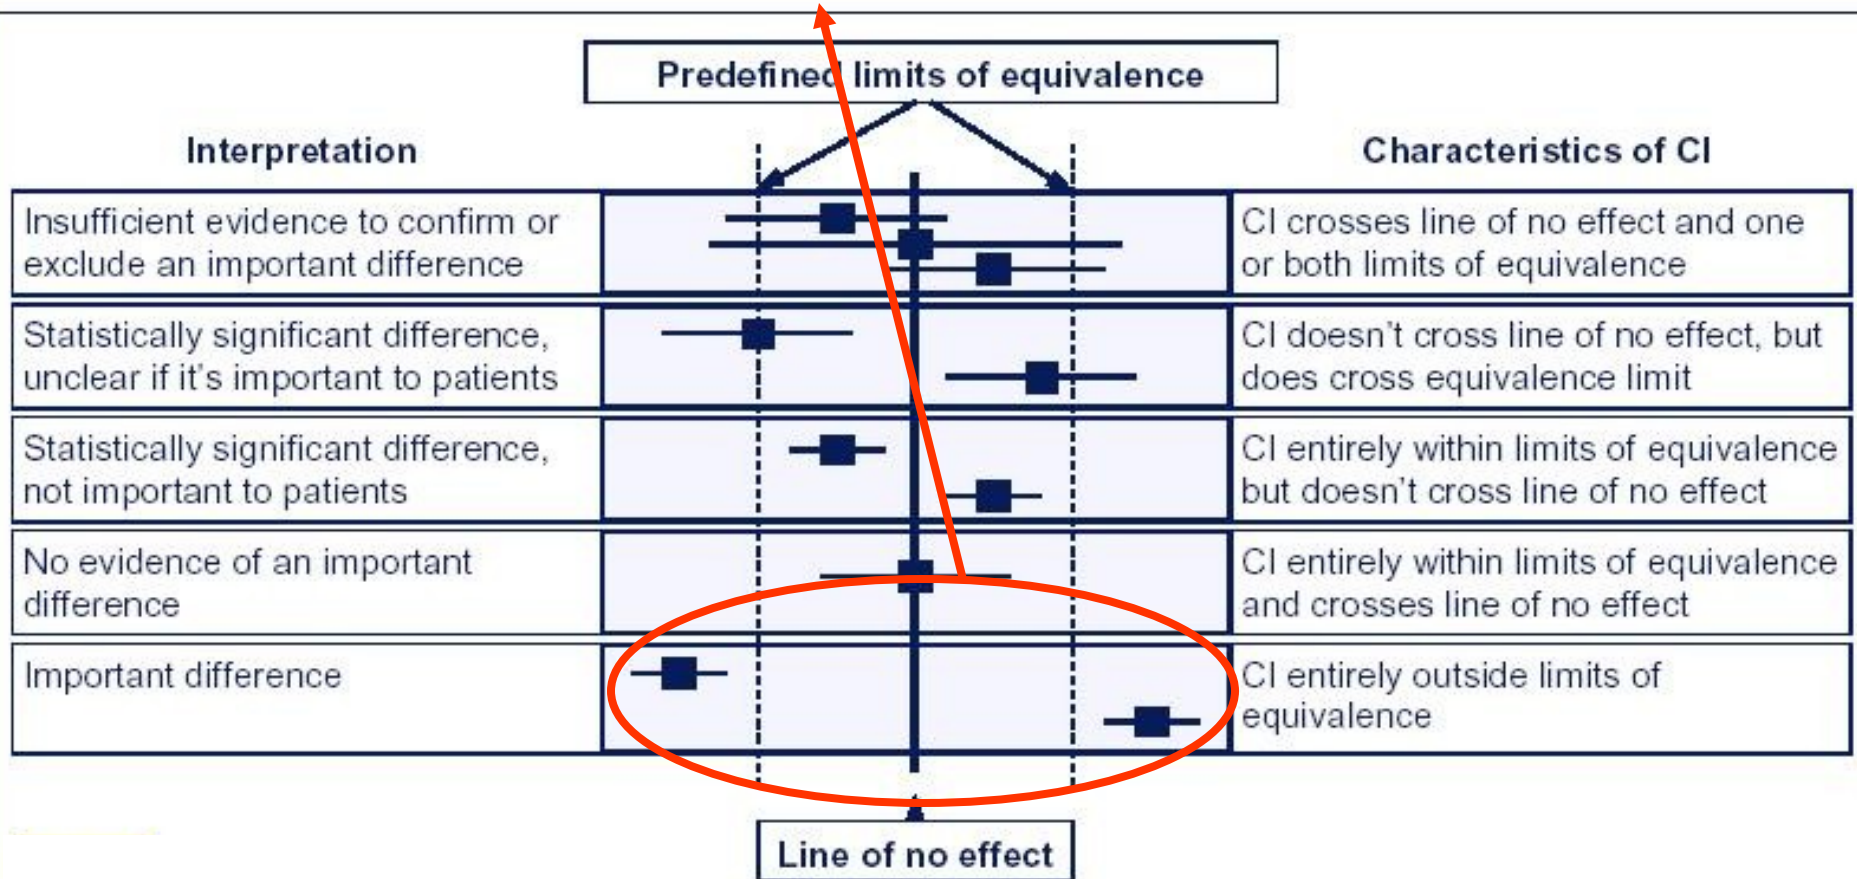 Predefined limits of equivalence
Interpretation
Characteristics of CI
Insufficient evidence to confirm or
exclude an important difference
CI crosses line of no effect and one
or both limits of equivalence
Statistically significant difference,
unclear if it's important to patients
CI doesn't cross line of no effect, but
does cross equivalence limit
Statistically significant difference,
not important to patients
CI entirely within limits of equivalence
but doesn't cross line of no effect
No evidence of an important
difference
CI entirely within limits of equivalence
and crosses line of no effect
Important difference
CI entirely outside limits of
equivalence
Line of no effect